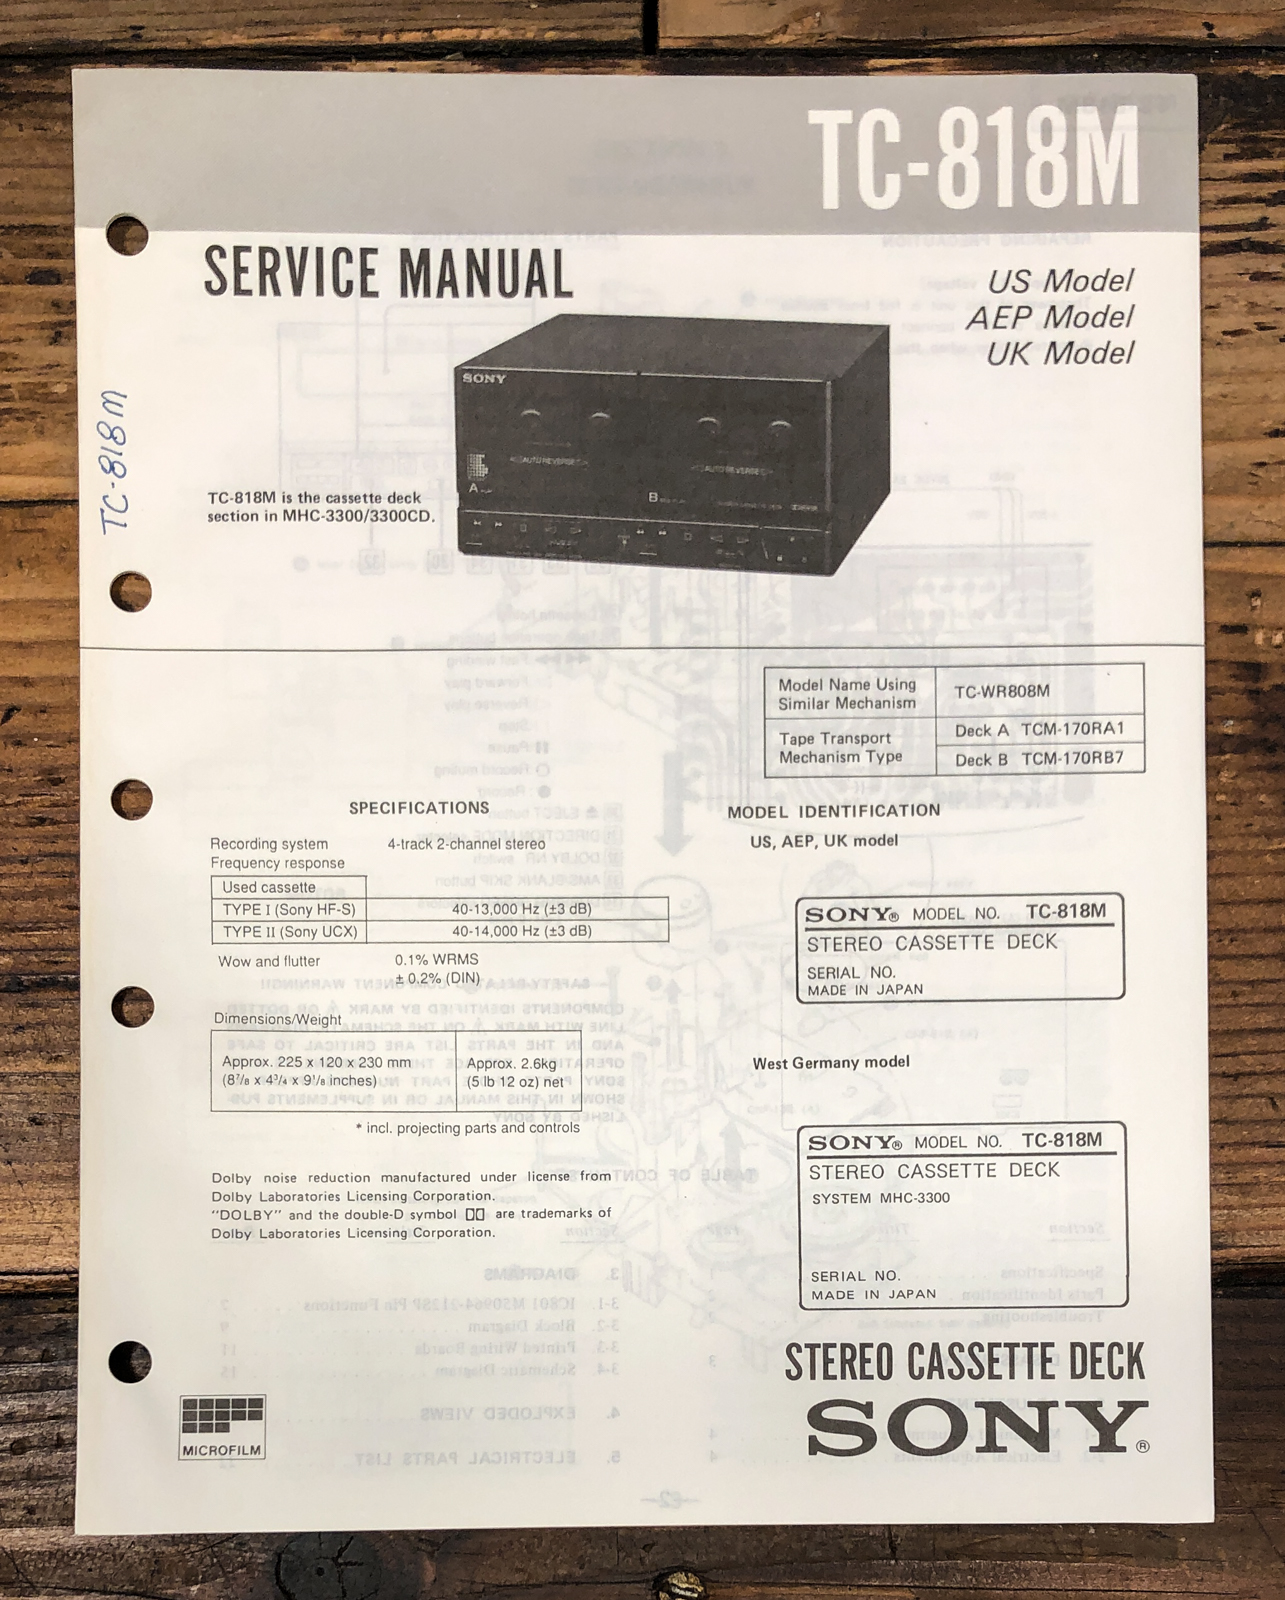 TC-818M
SERVICE MANUAL
US Model
AEP Model
UK Model
TC-818M
SONY
AUTO REVERSE
AUTO REVERSE
A
B
TC-818M is the cassette deck
section in MHC-3300/3300CD.
Model Name Using
Similar Mechanism
TC-WR808M
Tape Transport
Mechanism Type
Deck A TCM-170RA1
Deck B TCM-170RB7
SPECIFICATIONS
Recording system 4-track 2-channel stereo
Frequency response
Used cassette
TYPE I (Sony HF-S) 40-13,000 Hz (±3 dB)
TYPE II (Sony UCX) 40-14,000 Hz (±3 dB)
Wow and flutter 0.1% WRMS
± 0.2% (DIN)
Dimensions/Weight
Approx. 225 x 120 x 230 mm
(8⁷/₈ x 4³/₄ x 9¹/₈ inches)
Approx. 2.6kg
(5 lb 12 oz) net
* incl. projecting parts and controls
Dolby noise reduction manufactured under license from
Dolby Laboratories Licensing Corporation.
"DOLBY" and the double-D symbol are trademarks of
Dolby Laboratories Licensing Corporation.
MODEL IDENTIFICATION
US, AEP, UK model
SONY® MODEL NO. TC-818M
STEREO CASSETTE DECK
SERIAL NO.
MADE IN JAPAN
West Germany model
SONY® MODEL NO. TC-818M
STEREO CASSETTE DECK
SYSTEM MHC-3300
SERIAL NO.
MADE IN JAPAN
MICROFILM
STEREO CASSETTE DECK
SONY®